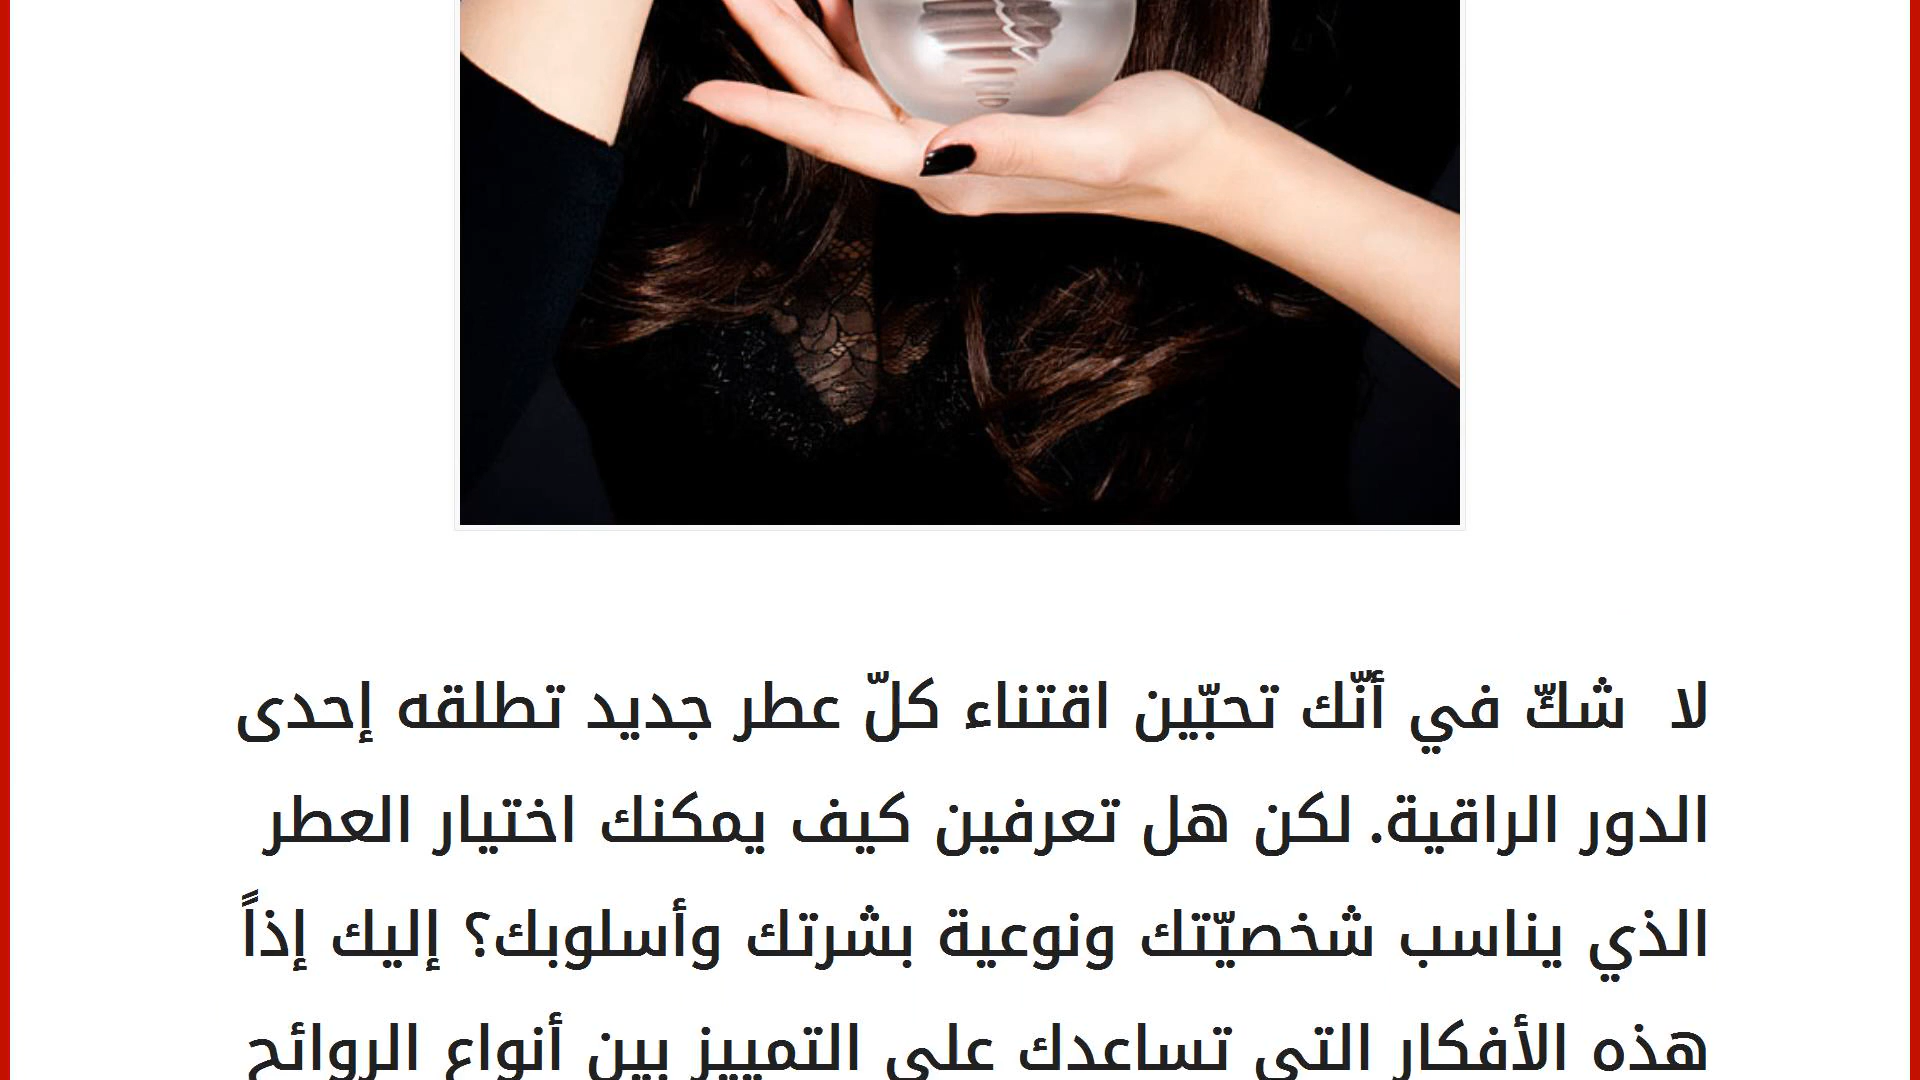 لا شكّ في أنّك تحبّين اقتناء كلّ عطر جديد تطلقه إحدى
الدور الراقية. لكن هل تعرفين كيف يمكنك اختيار العطر
الذي يناسب شخصيّتك ونوعية بشرتك وأسلوبك؟ إليك إذاً
هذه الأفكار التي تساعدك على التمييز بين أنواع الروائح